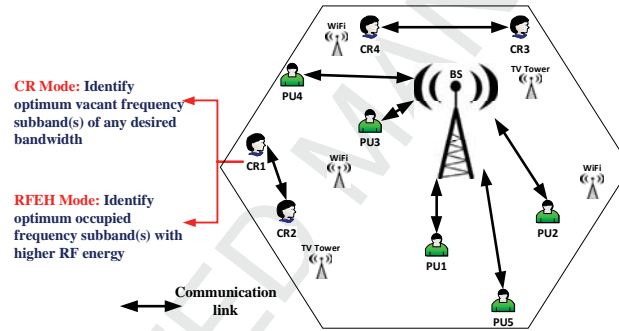 WiFi
CR4
CR3
BS
TV Tower
PU4
CR Mode: Identify
optimum vacant frequency
subband(s) of any desired
bandwidth
PU3
CR1
WiFi
WiFi
RFEH Mode: Identify
optimum occupied
frequency subband(s) with
higher RF energy
CR2
PU2
TV Tower
PU1
Communication
link
PU5